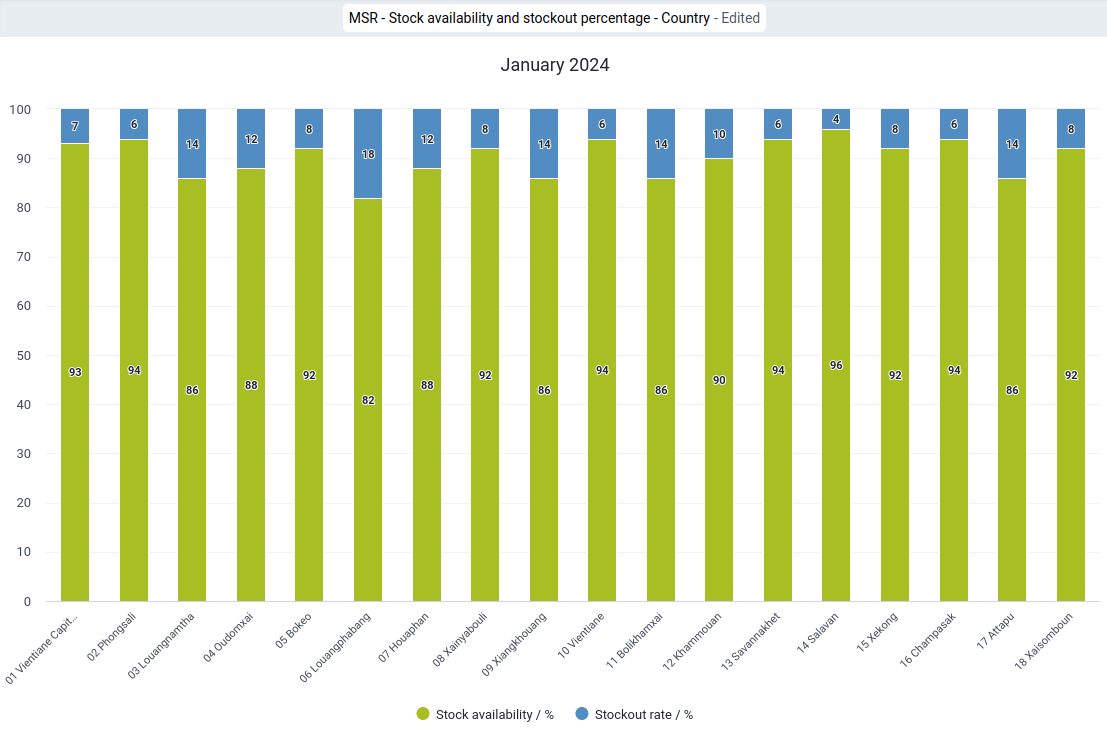 MSR - Stock availability and stockout percentage - Country - Edited
January 2024
100
90
80
70
60
50
40
30
20
10
0
7 6 14 12 8 18 12 8 14 6 14 10 6 4 8 6 14 8
93 94 86 88 92 82 88 92 86 94 86 90 94 96 92 94 86 92
01 Vientiane Capit...
02 Phongsali
03 Louangnamtha
04 Oudomxai
05 Bokeo
06 Louangphabang
07 Houaphan
08 Xainyabouli
09 Xiangkhouang
10 Vientiane
11 Bolikhamxai
12 Khammouan
13 Savannakhet
14 Salavan
15 Xekong
16 Champasak
17 Attapu
18 Xaisomboun
Stock availability / % Stockout rate / %